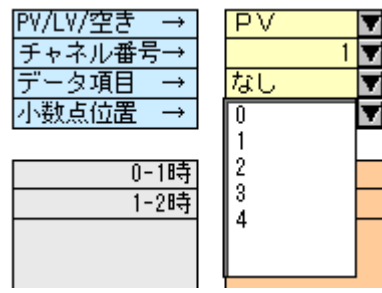 PV/LV/空き → PV
チャネル番号→ 1
データ項目 → なし
小数点位置 →
0
1
2
3
4
0-1時
1-2時